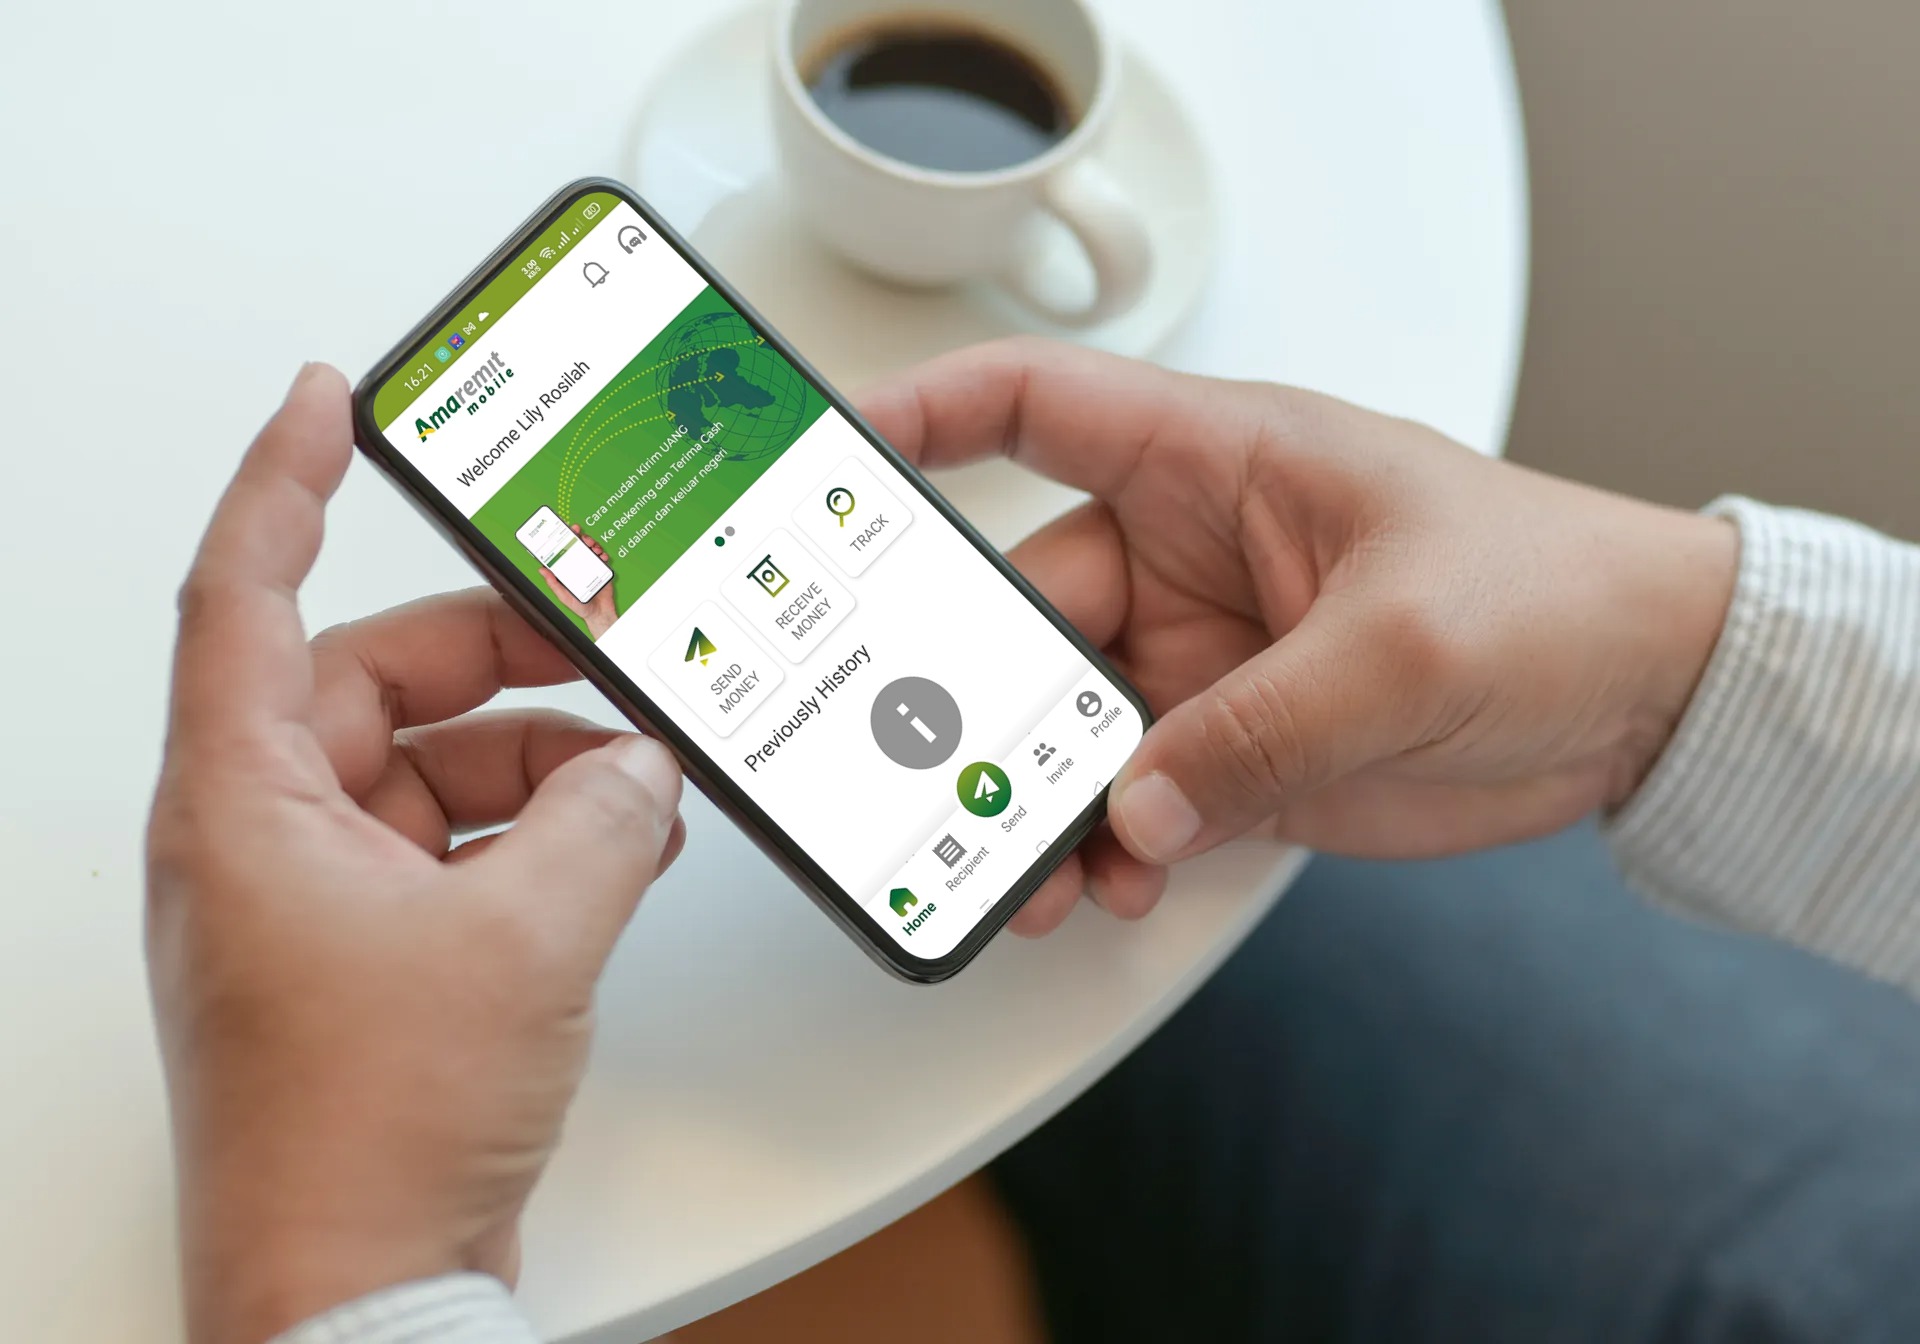 16.21
3.00
KB/S
40
Amaremit
mobile
Welcome Lily Rosilah
Cara mudah Kirim UANG
Ke Rekening dan Terima Cash
di dalam dan keluar negeri
SEND
MONEY
RECEIVE
MONEY
TRACK
Previously History
i
Home
Recipient
Send
Invite
Profile